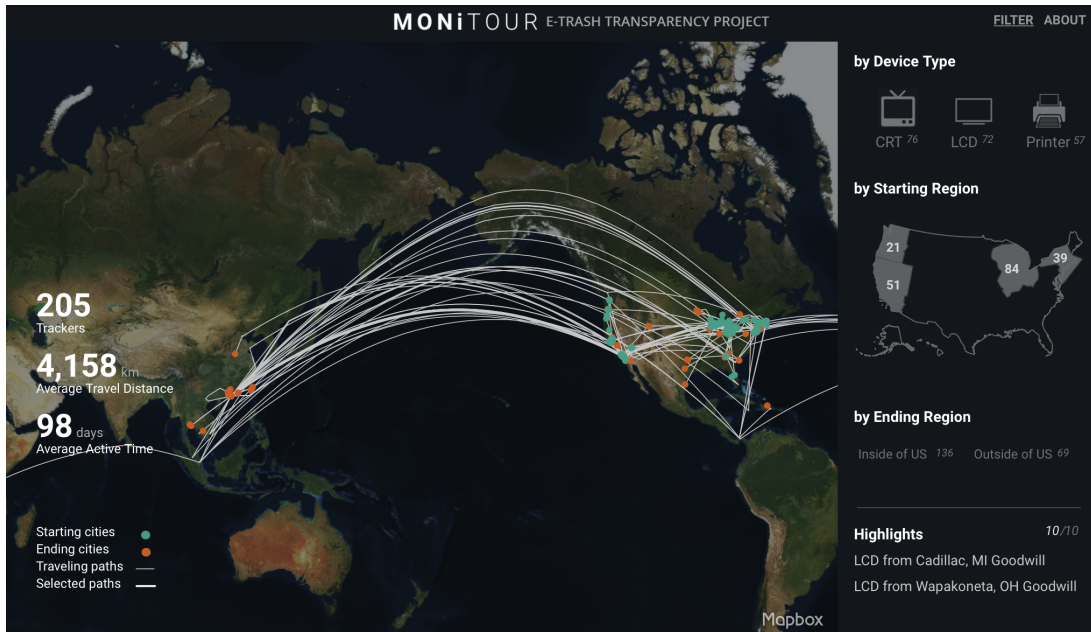 MONiTOUR E-TRASH TRANSPARENCY PROJECT
FILTER ABOUT
by Device Type
CRT 76 LCD 72 Printer 57
by Starting Region
21
39
84
51
205
Trackers
4,158 km
Average Travel Distance
98 days
Average Active Time
by Ending Region
Inside of US 136 Outside of US 69
Starting cities
Ending cities
Traveling paths
Selected paths
Highlights 10/10
LCD from Cadillac, MI Goodwill
LCD from Wapakoneta, OH Goodwill
Mapbox